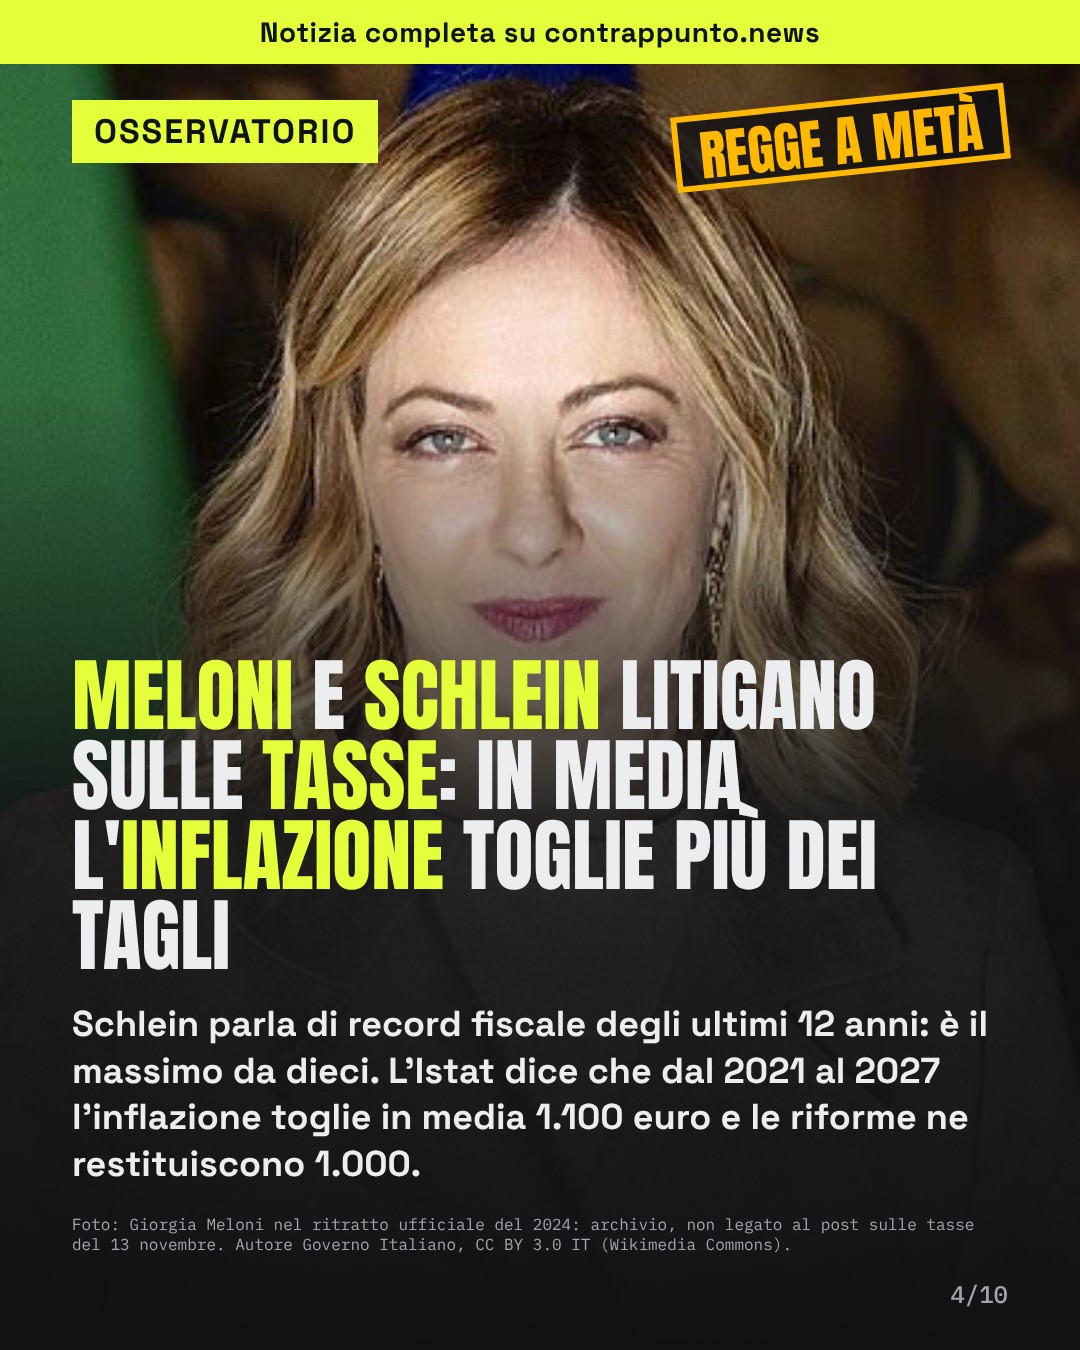 Notizia completa su contrappunto.news
OSSERVATORIO
REGGE A METÀ
MELONI E SCHLEIN LITIGANO
SULLE TASSE: IN MEDIA
L'INFLAZIONE TOGLIE PIÙ DEI
TAGLI
Schlein parla di record fiscale degli ultimi 12 anni: è il
massimo da dieci. L’Istat dice che dal 2021 al 2027
l’inflazione toglie in media 1.100 euro e le riforme ne
restituiscono 1.000.
Foto: Giorgia Meloni nel ritratto ufficiale del 2024: archivio, non legato al post sulle tasse
del 13 novembre. Autore Governo Italiano, CC BY 3.0 IT (Wikimedia Commons).
4/10